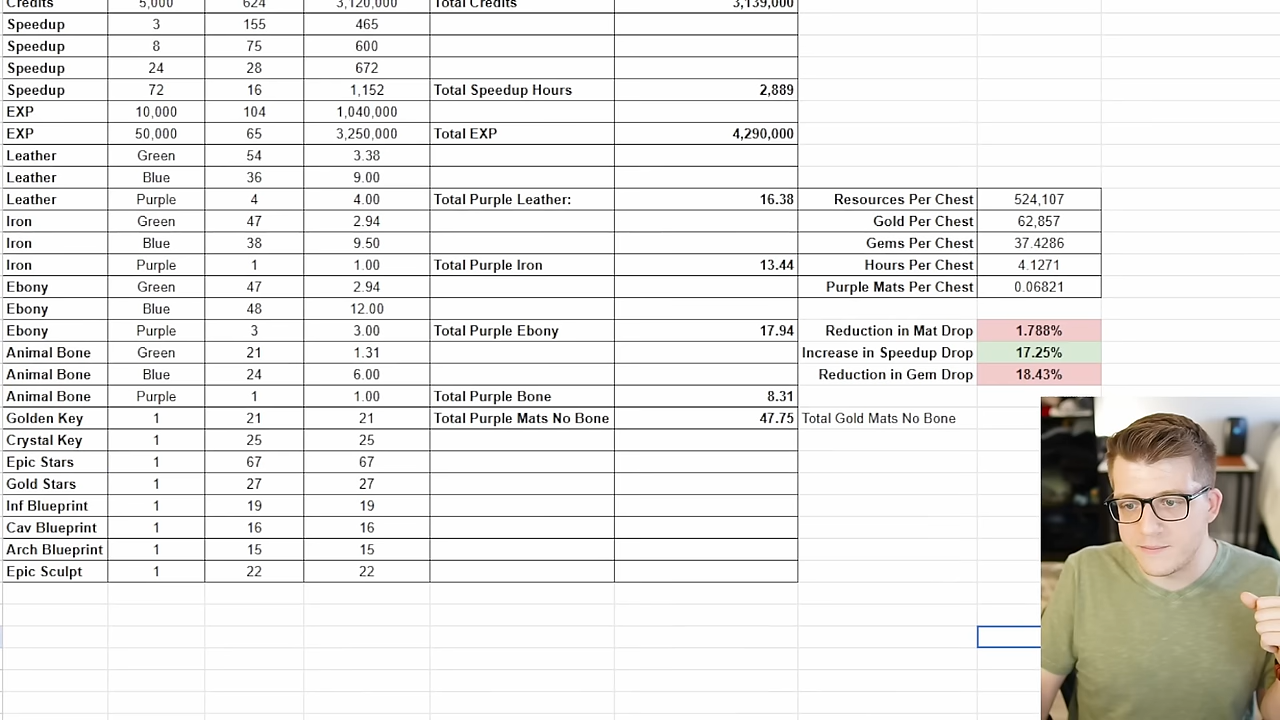 Credits 5,000 624 3,120,000 Total Credits 3,139,000
Speedup 3 155 465
Speedup 8 75 600
Speedup 24 28 672
Speedup 72 16 1,152 Total Speedup Hours 2,889
EXP 10,000 104 1,040,000
EXP 50,000 65 3,250,000 Total EXP 4,290,000
Leather Green 54 3.38
Leather Blue 36 9.00
Leather Purple 4 4.00 Total Purple Leather: 16.38 Resources Per Chest 524,107
Iron Green 47 2.94 Gold Per Chest 62,857
Iron Blue 38 9.50 Gems Per Chest 37.4286
Iron Purple 1 1.00 Total Purple Iron 13.44 Hours Per Chest 4.1271
Ebony Green 47 2.94 Purple Mats Per Chest 0.06821
Ebony Blue 48 12.00
Ebony Purple 3 3.00 Total Purple Ebony 17.94 Reduction in Mat Drop 1.788%
Animal Bone Green 21 1.31 Increase in Speedup Drop 17.25%
Animal Bone Blue 24 6.00 Reduction in Gem Drop 18.43%
Animal Bone Purple 1 1.00 Total Purple Bone 8.31
Golden Key 1 21 21 Total Purple Mats No Bone 47.75 Total Gold Mats No Bone
Crystal Key 1 25 25
Epic Stars 1 67 67
Gold Stars 1 27 27
Inf Blueprint 1 19 19
Cav Blueprint 1 16 16
Arch Blueprint 1 15 15
Epic Sculpt 1 22 22